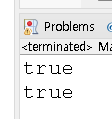 Problems
<terminated> Ma
true
true